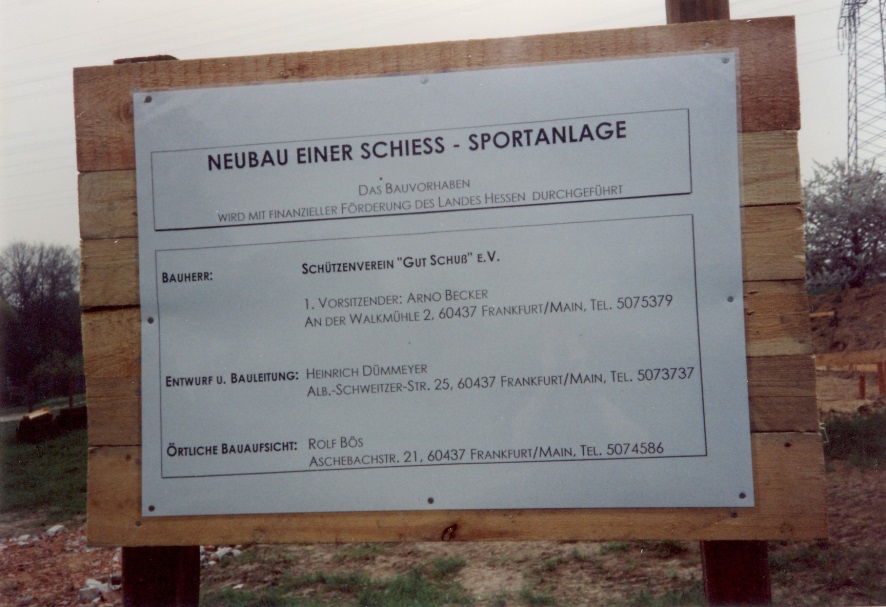 NEUBAU EINER SCHIESS - SPORTANLAGE
DAS BAUVORHABEN
WIRD MIT FINANZIELLER FÖRDERUNG DES LANDES HESSEN DURCHGEFÜHRT
BAUHERR: SCHÜTZENVEREIN "GUT SCHUß" E.V.
1. VORSITZENDER: ARNO BECKER
AN DER WALKMÜHLE 2, 60437 FRANKFURT/MAIN, TEL. 5075379
ENTWURF U. BAULEITUNG: HEINRICH DÜMMEYER
ALB.-SCHWEITZER-STR. 25, 60437 FRANKFURT/MAIN, TEL. 5073737
ÖRTLICHE BAUAUFSICHT: ROLF BÖS
ASCHEBACHSTR. 21, 60437 FRANKFURT/MAIN, TEL. 5074586